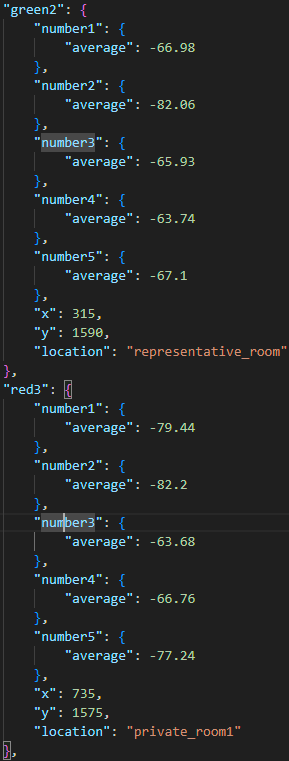 "green2": {
"number1": {
"average": -66.98
},
"number2": {
"average": -82.06
},
"number3": {
"average": -65.93
},
"number4": {
"average": -63.74
},
"number5": {
"average": -67.1
},
"x": 315,
"y": 1590,
"location": "representative_room"
},
"red3": {
"number1": {
"average": -79.44
},
"number2": {
"average": -82.2
},
"number3": {
"average": -63.68
},
"number4": {
"average": -66.76
},
"number5": {
"average": -77.24
},
"x": 735,
"y": 1575,
"location": "private_room1"
},